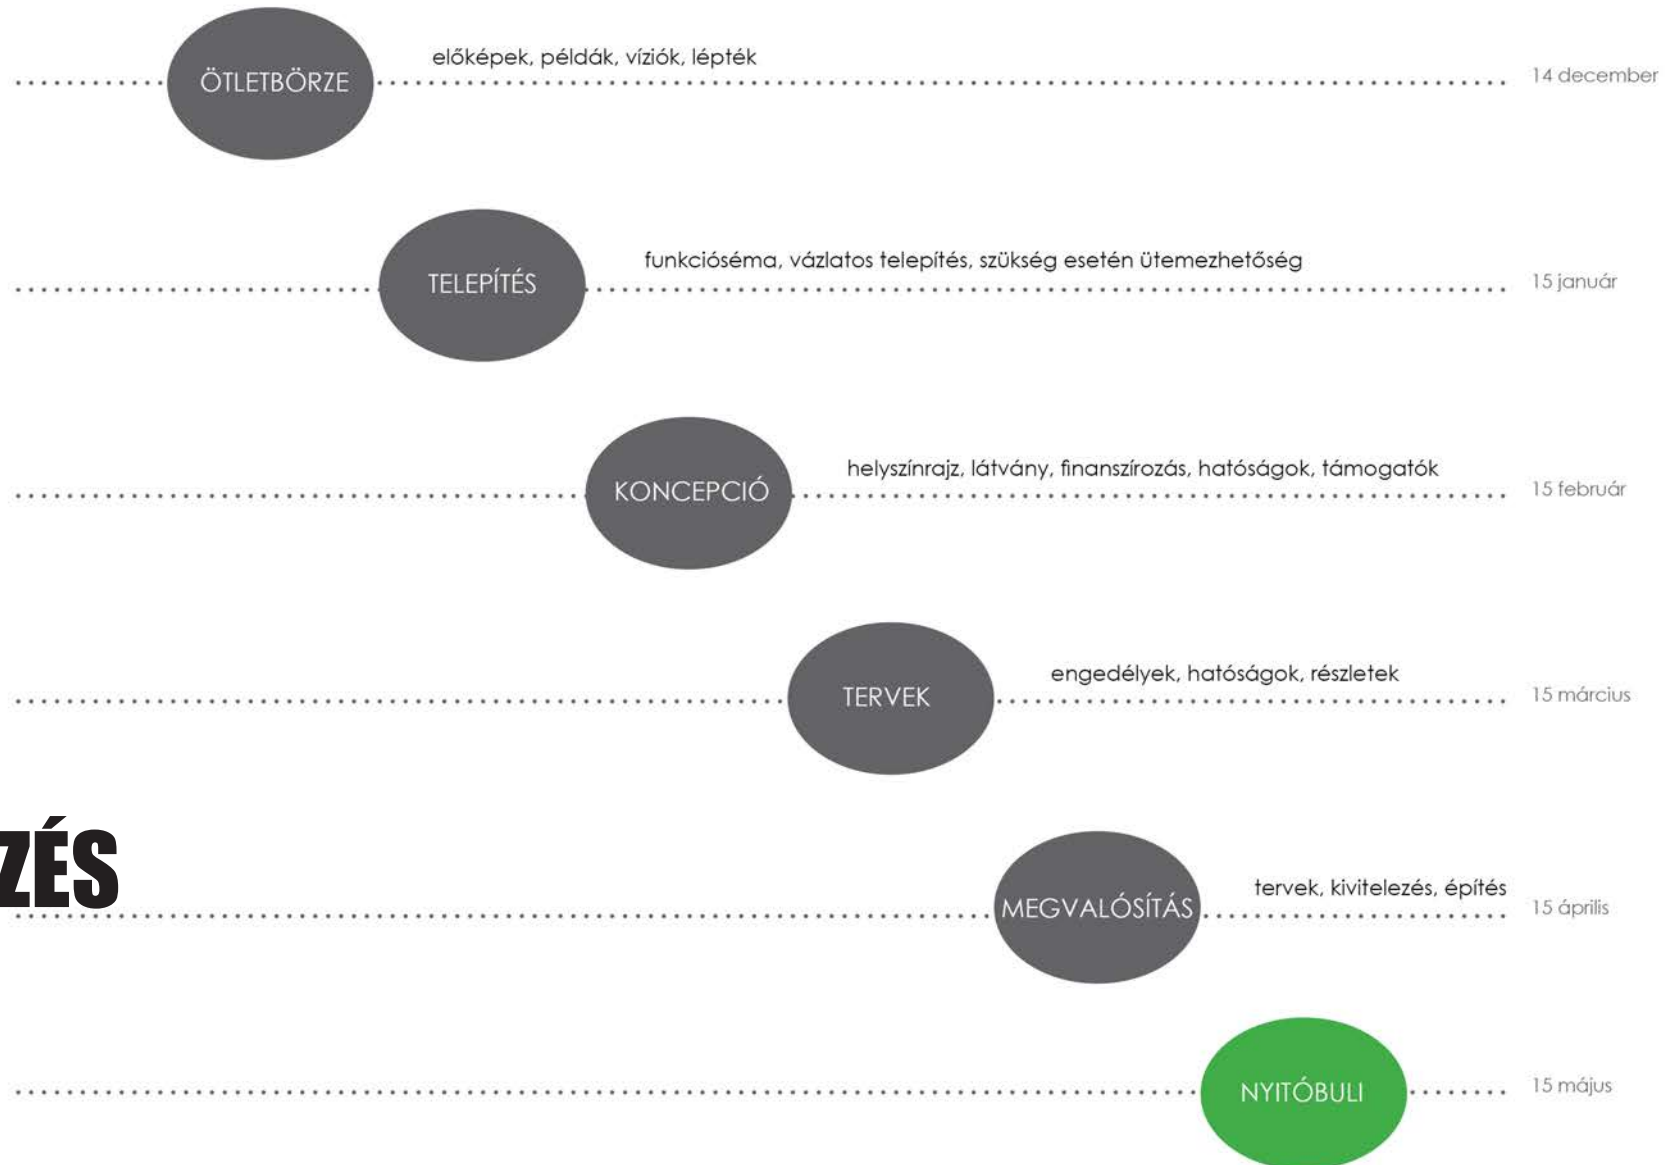 előképek, példák, víziók, lépték
ÖTLETBÖRZE
14 december
funkcióséma, vázlatos telepítés, szükség esetén ütemezhetőség
TELEPÍTÉS
15 január
helyszínrajz, látvány, finanszírozás, hatóságok, támogatók
KONCEPCIÓ
15 február
engedélyek, hatóságok, részletek
TERVEK
15 március
ZÉS
tervek, kivitelezés, építés
MEGVALÓSÍTÁS
15 április
NYITÓBULI
15 május